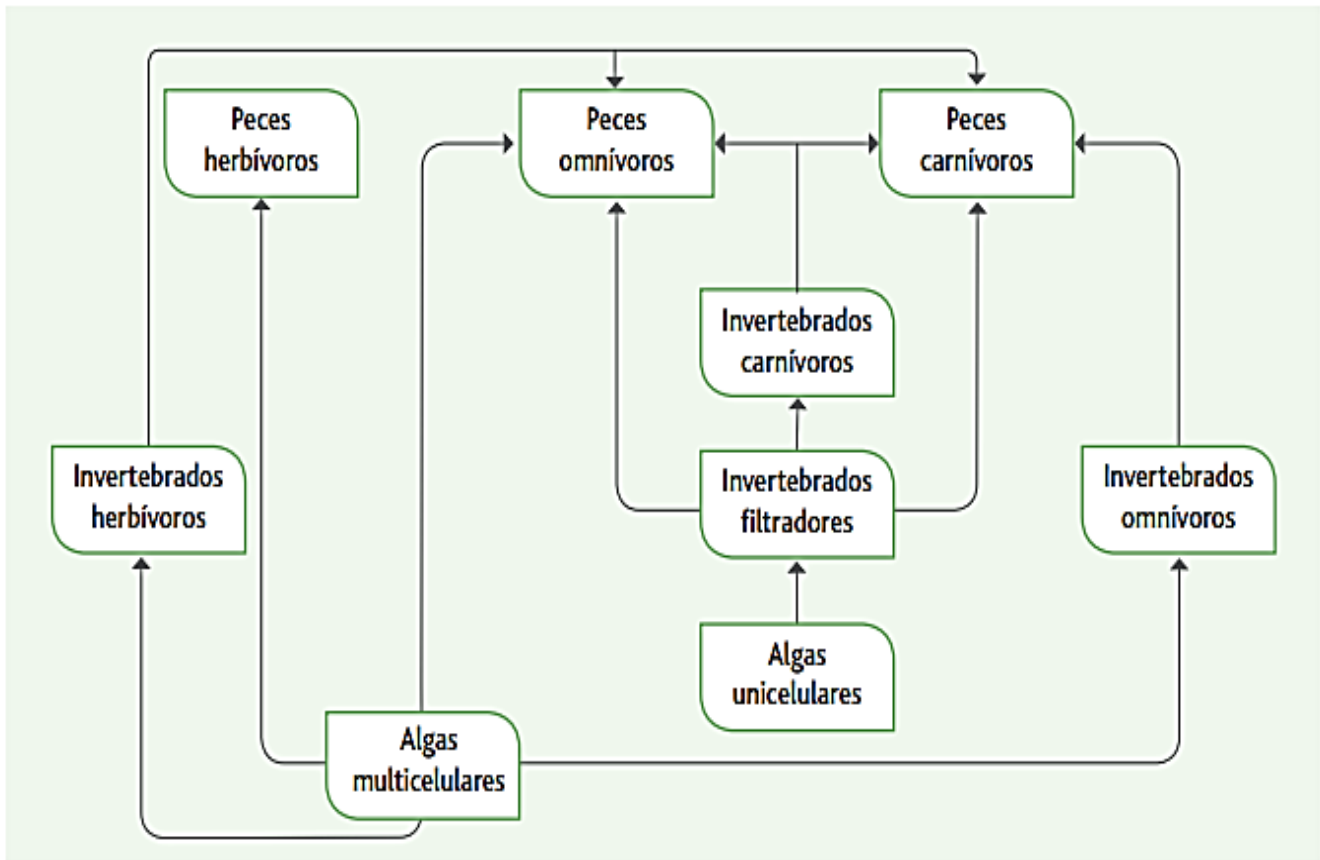 Peces
herbívoros
Peces
omnívoros
Peces
carnívoros
Invertebrados
carnívoros
Invertebrados
herbívoros
Invertebrados
filtradores
Invertebrados
omnívoros
Algas
unicelulares
Algas
multicelulares